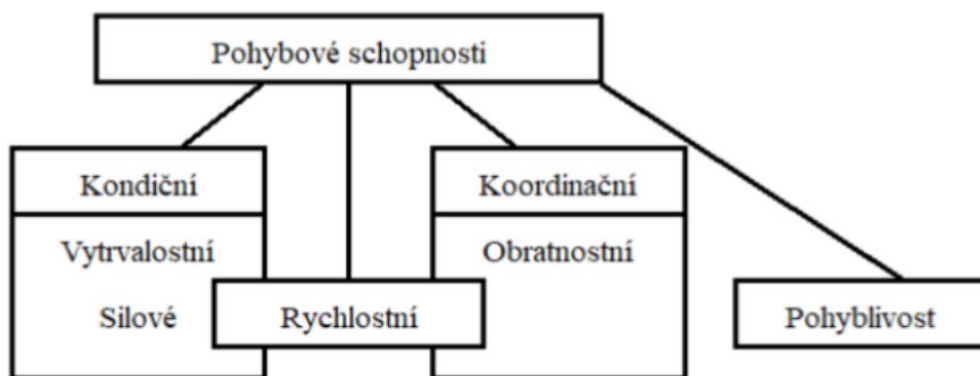 Pohybové schopnosti
Kondiční
Koordinační
Vytrvalostní
Obratnostní
Silové
Rychlostní
Pohyblivost